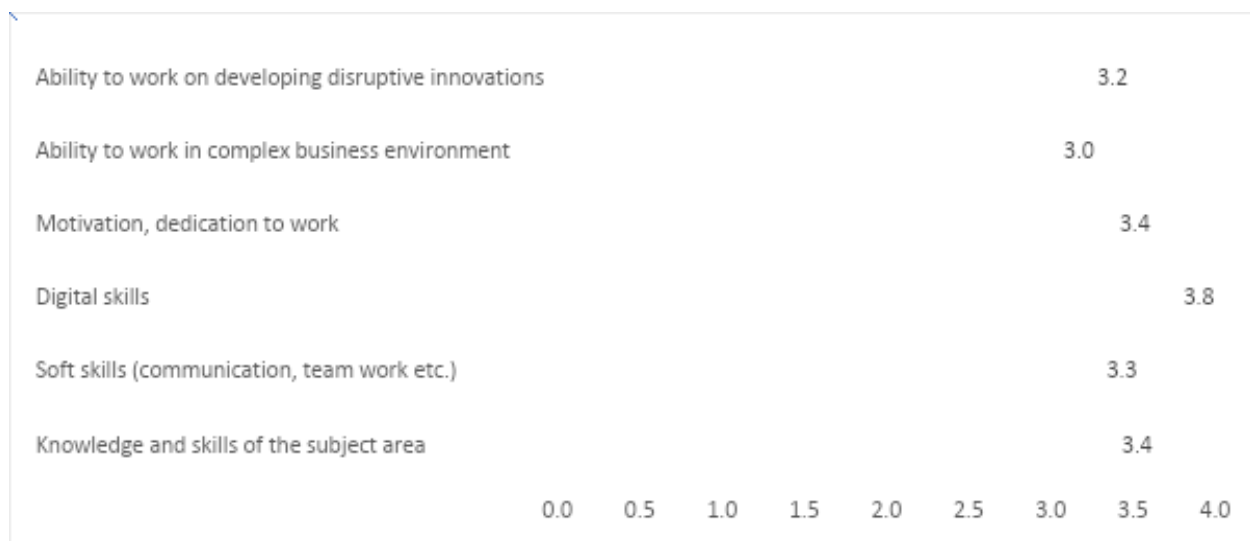 Ability to work on developing disruptive innovations 3.2
Ability to work in complex business environment 3.0
Motivation, dedication to work 3.4
Digital skills 3.8
Soft skills (communication, team work etc.) 3.3
Knowledge and skills of the subject area 3.4
0.0 0.5 1.0 1.5 2.0 2.5 3.0 3.5 4.0